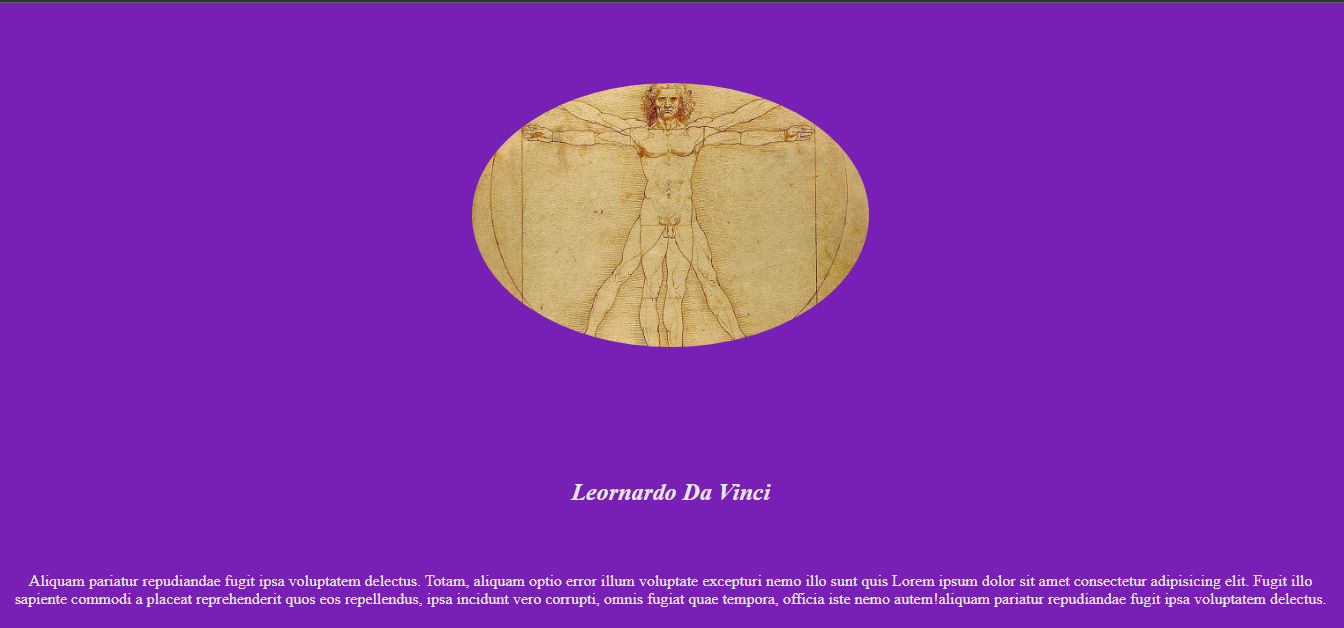 Leornardo Da Vinci
Aliquam pariatur repudiandae fugit ipsa voluptatem delectus. Totam, aliquam optio error illum voluptate excepturi nemo illo sunt quis Lorem ipsum dolor sit amet consectetur adipisicing elit. Fugit illo
sapiente commodi a placeat reprehenderit quos eos repellendus, ipsa incidunt vero corrupti, omnis fugiat quae tempora, officia iste nemo autem!aliquam pariatur repudiandae fugit ipsa voluptatem delectus.